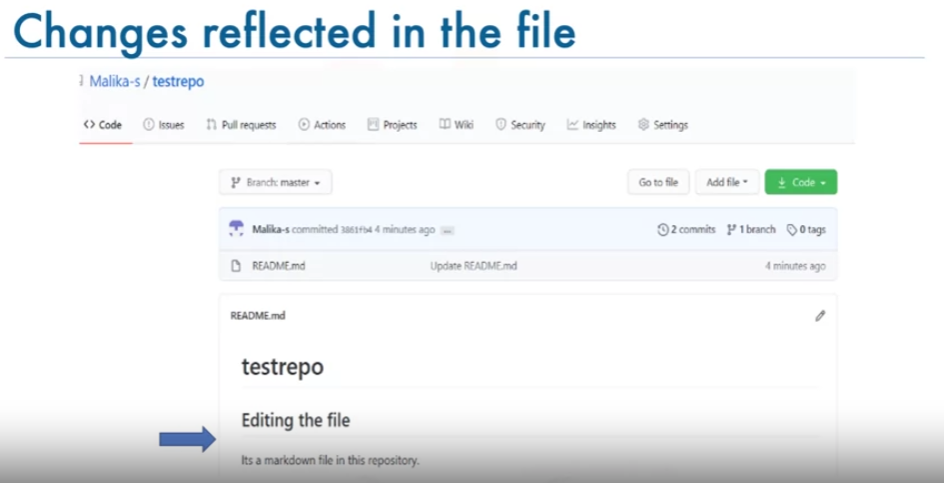 Changes reflected in the file
Malika-s / testrepo
Code Issues Pull requests Actions Projects Wiki Security Insights Settings
Branch: master Go to file Add file Code
Malika-s committed 3861fb4 4 minutes ago ... 2 commits 1 branch 0 tags
README.md Update README.md 4 minutes ago
README.md
testrepo
Editing the file
Its a markdown file in this repository.